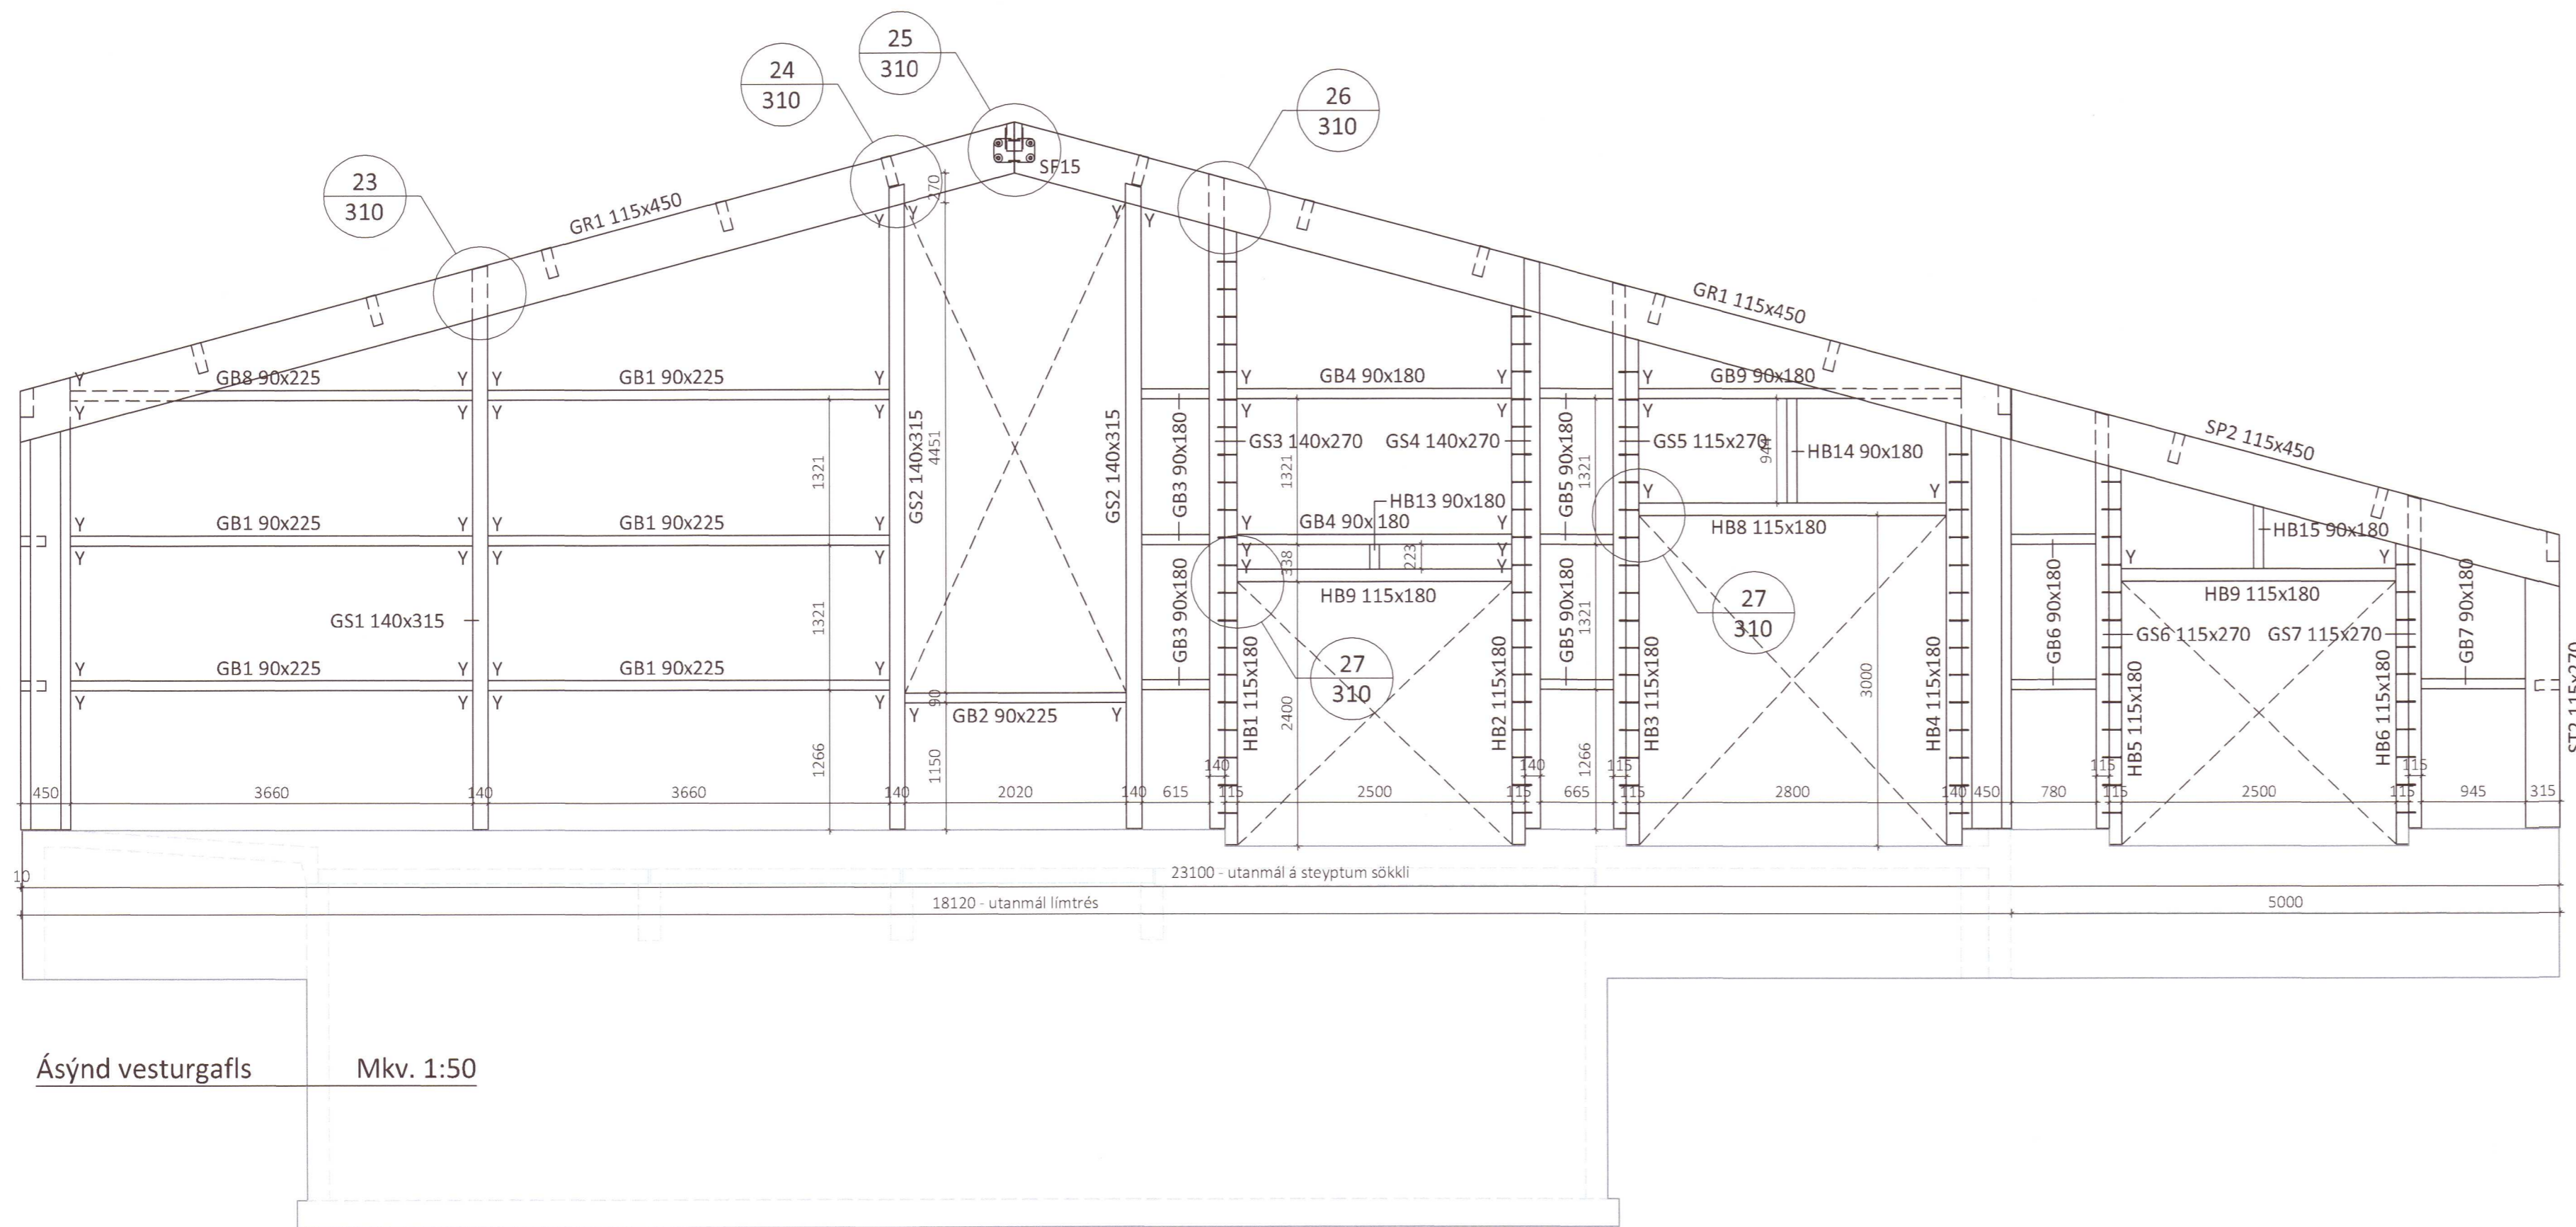 25
310
24
310
26
310
23
310
SF15
GR1 115x450
270
GR1 115x450
SP2 115x450
Y Y Y Y
Y GB8 90x225 Y Y GB1 90x225 Y
Y Y Y Y
Y GB4 90x180 Y
Y Y
Y GB9 90x180
Y
GS2 140x315
4451
GS2 140x315
GB3 90x180
GS3 140x270
GS4 140x270
GB5 90x180
GS5 115x270
944
HB14 90x180
1321
1321
1321
HB13 90x180
Y GB1 90x225 Y Y GB1 90x225 Y
Y Y Y Y
Y GB4 90x180 Y
Y Y
Y Y
338
223
Y Y
HB8 115x180
HB15 90x180
Y Y
HB9 115x180
HB9 115x180
GS1 140x315
1321
GB3 90x180
GB5 90x180
1321
27
310
27
310
GB6 90x180
GS6 115x270
GS7 115x270
GB7 90x180
ST2 115x270
Y GB1 90x225 Y Y GB1 90x225 Y
Y Y Y Y
90
Y GB2 90x225 Y
HB1 115x180
2400
HB2 115x180
HB3 115x180
3000
HB4 115x180
HB5 115x180
HB6 115x180
1266
1150
1266
140 140 115 115 115
450 3660 140 3660 140 2020 140 615 115 2500 115 665 115 2800 140 450 780 115 2500 115 945 315
10
23100 - utanmál á steyptum sökkli
18120 - utanmál límtrés
5000
Ásýnd vesturgafls Mkv. 1:50